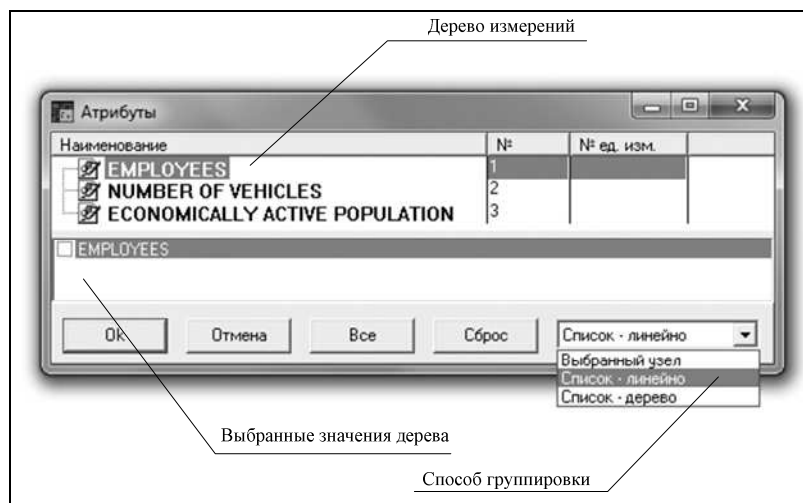 Дерево измерений
Атрибуты
Наименование № № ед. изм.
EMPLOYEES 1
NUMBER OF VEHICLES 2
ECONOMICALLY ACTIVE POPULATION 3
EMPLOYEES
Ok Отмена Все Сброс Список - линейно
Выбранный узел
Список - линейно
Список - дерево
Выбранные значения дерева
Способ группировки